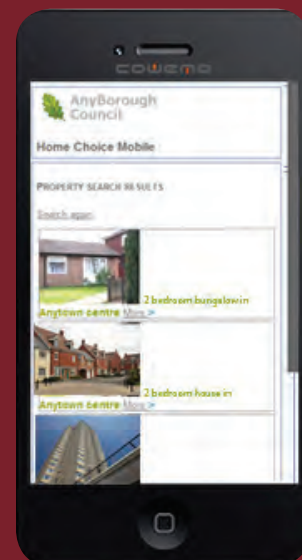 cowemo
AnyBorough
Council
Home Choice Mobile
PROPERTY SEARCH RESULTS
Search again
2 bedroom bungalow in
Anytown centre More >
2 bedroom house in
Anytown centre More >